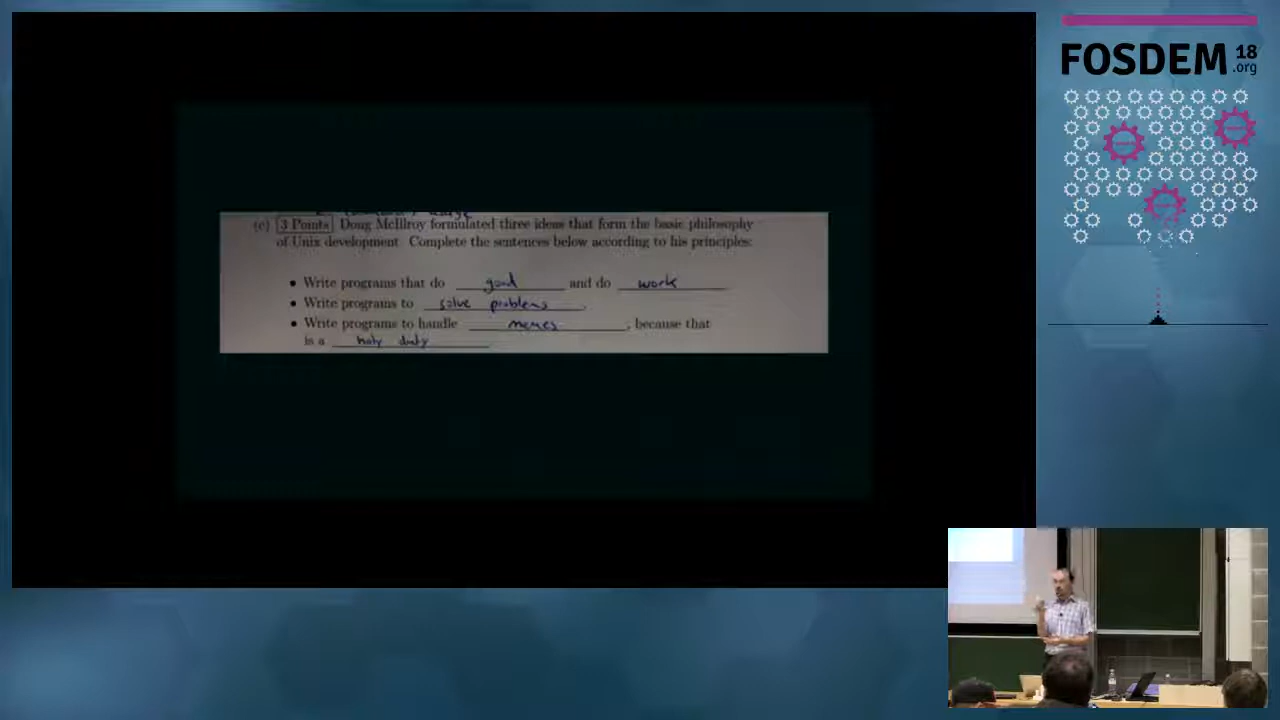 FOSDEM 18
.org
(c) 3 Points Doug McIlroy formulated three ideas that form the basic philosophy
of Unix development. Complete the sentences below according to his principles:
• Write programs that do good and do work
• Write programs to solve problems.
• Write programs to handle memes, because that
is a holy duty